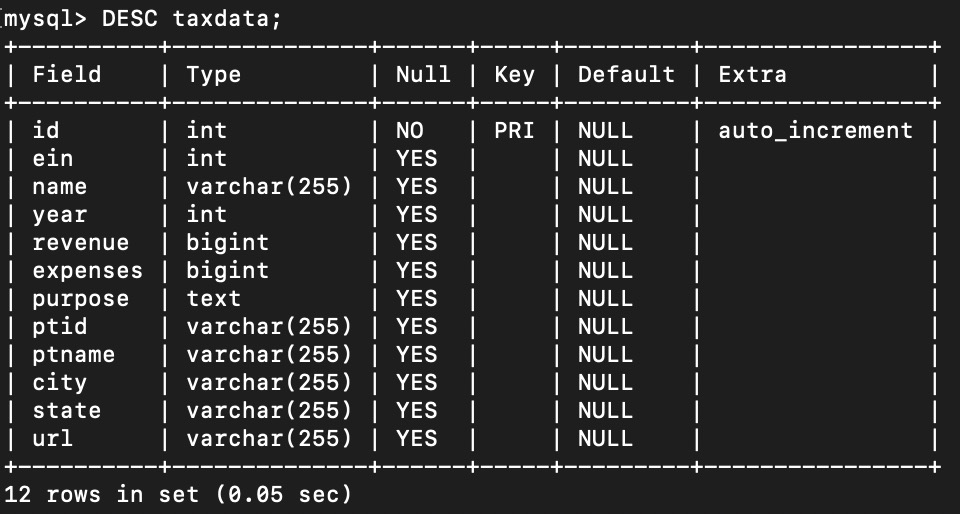 mysql> DESC taxdata;
+----------+--------------+------+-----+---------+----------------+
| Field    | Type         | Null | Key | Default | Extra          |
+----------+--------------+------+-----+---------+----------------+
| id       | int          | NO   | PRI | NULL    | auto_increment |
| ein      | int          | YES  |     | NULL    |                |
| name     | varchar(255) | YES  |     | NULL    |                |
| year     | int          | YES  |     | NULL    |                |
| revenue  | bigint       | YES  |     | NULL    |                |
| expenses | bigint       | YES  |     | NULL    |                |
| purpose  | text         | YES  |     | NULL    |                |
| ptid     | varchar(255) | YES  |     | NULL    |                |
| ptname   | varchar(255) | YES  |     | NULL    |                |
| city     | varchar(255) | YES  |     | NULL    |                |
| state    | varchar(255) | YES  |     | NULL    |                |
| url      | varchar(255) | YES  |     | NULL    |                |
+----------+--------------+------+-----+---------+----------------+
12 rows in set (0.05 sec)